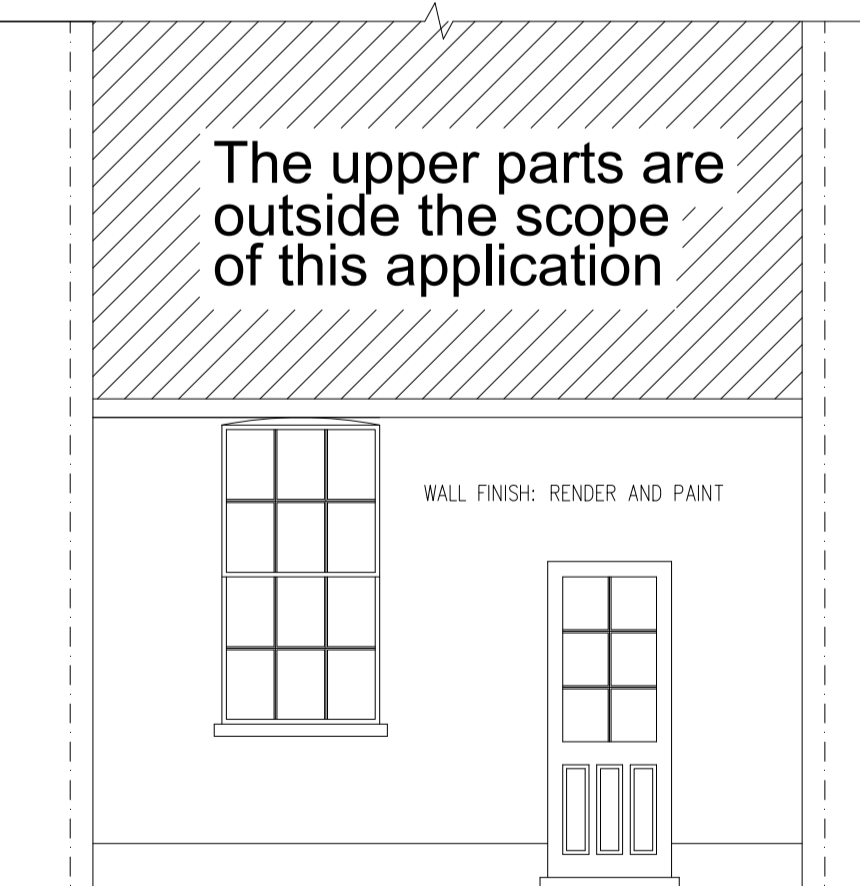 The upper parts are
outside the scope
of this application
WALL FINISH: RENDER AND PAINT